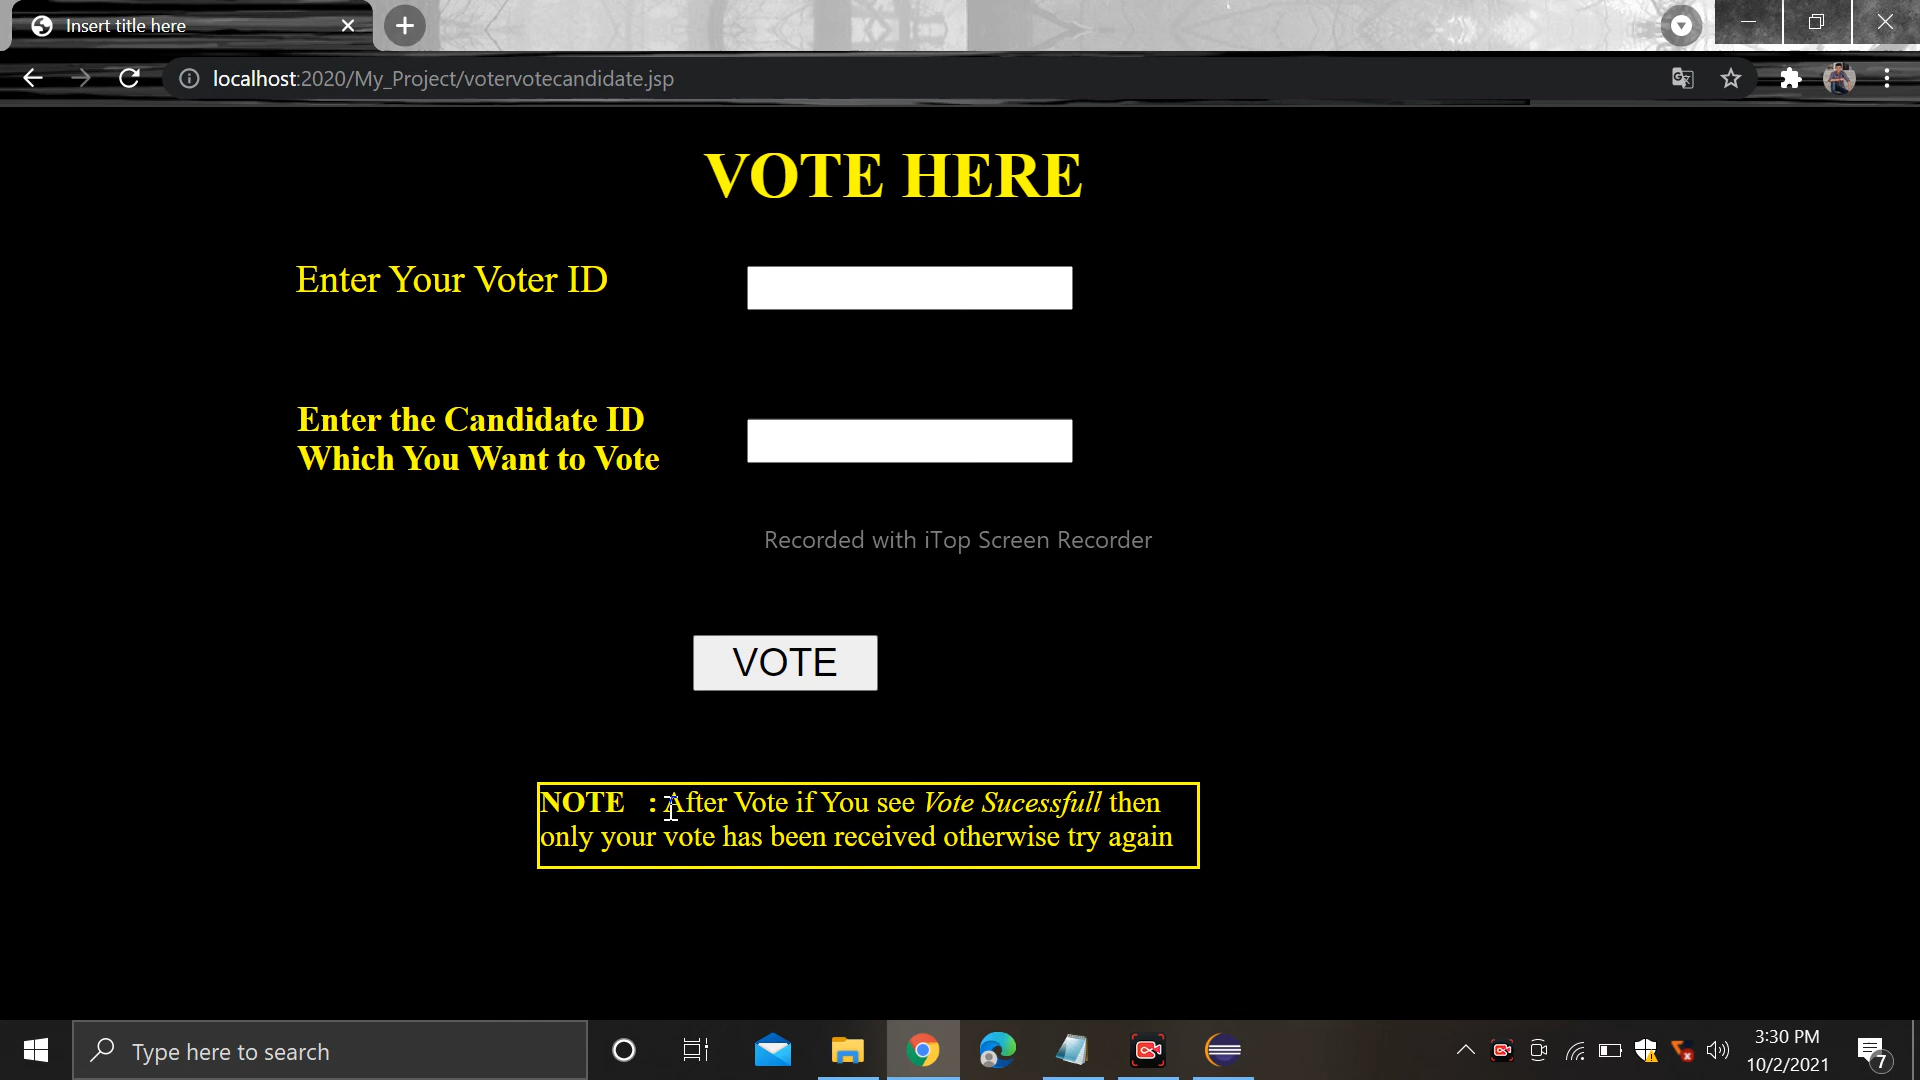 Insert title here
localhost:2020/My_Project/votervotecandidate.jsp
VOTE HERE
Enter Your Voter ID
Enter the Candidate ID
Which You Want to Vote
Recorded with iTop Screen Recorder
VOTE
NOTE : After Vote if You see Vote Sucessfull then
only your vote has been received otherwise try again
Type here to search
3:30 PM
10/2/2021
7